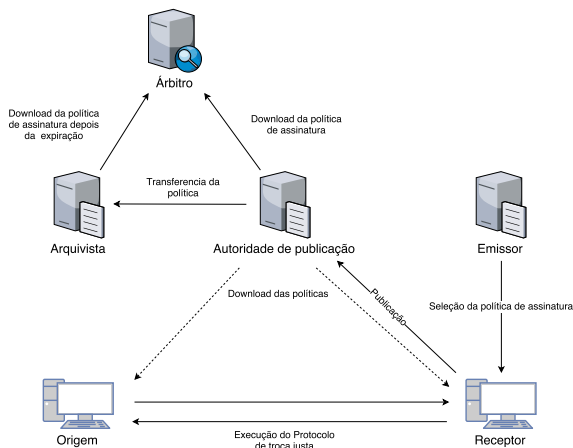 Árbitro
Download da política
de assinatura depois
da expiração
Download da política
de assinatura
Transferencia da
política
Arquivista
Autoridade de publicação
Emissor
Download das políticas
Publicação
Seleção da política de assinatura
Origem
Execução do Protocolo
de troca justa
Receptor